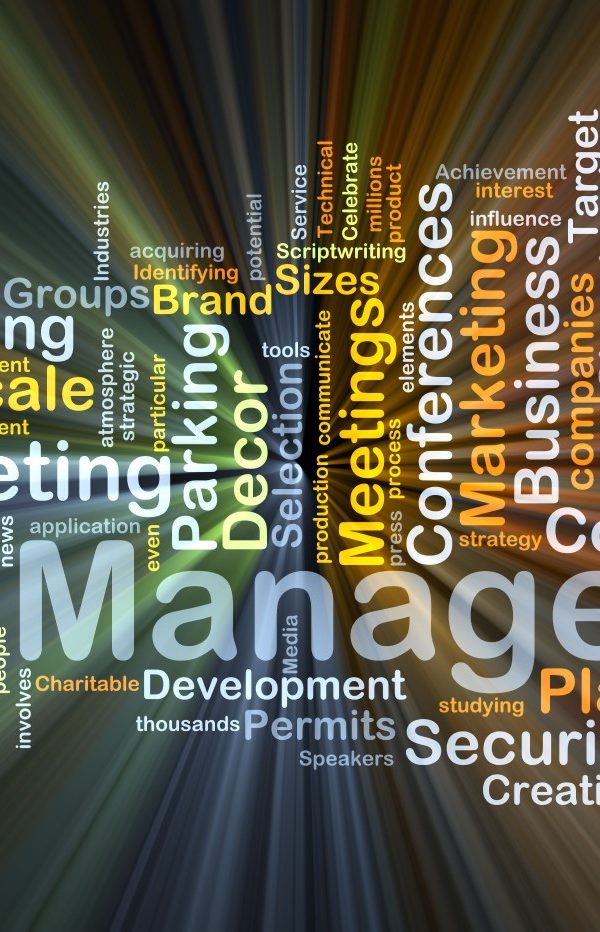 Target
Achievement
interest
influence
Industries
acquiring
Identifying
potential
Service
Technical
Celebrate
millions
product
Scriptwriting
Sizes
Groups
Brand
Conferences
Marketing
Business
companies
ng
ent
cale
ent
atmosphere
strategic
particular
Parking
Decor
tools
Selection
communicate
production
Meetings
elements
process
press
eting
news
application
even
strategy
Co
Manage
people
involves
Charitable
Media
Development
thousands
Permits
Speakers
studying
Pla
Securi
Creati